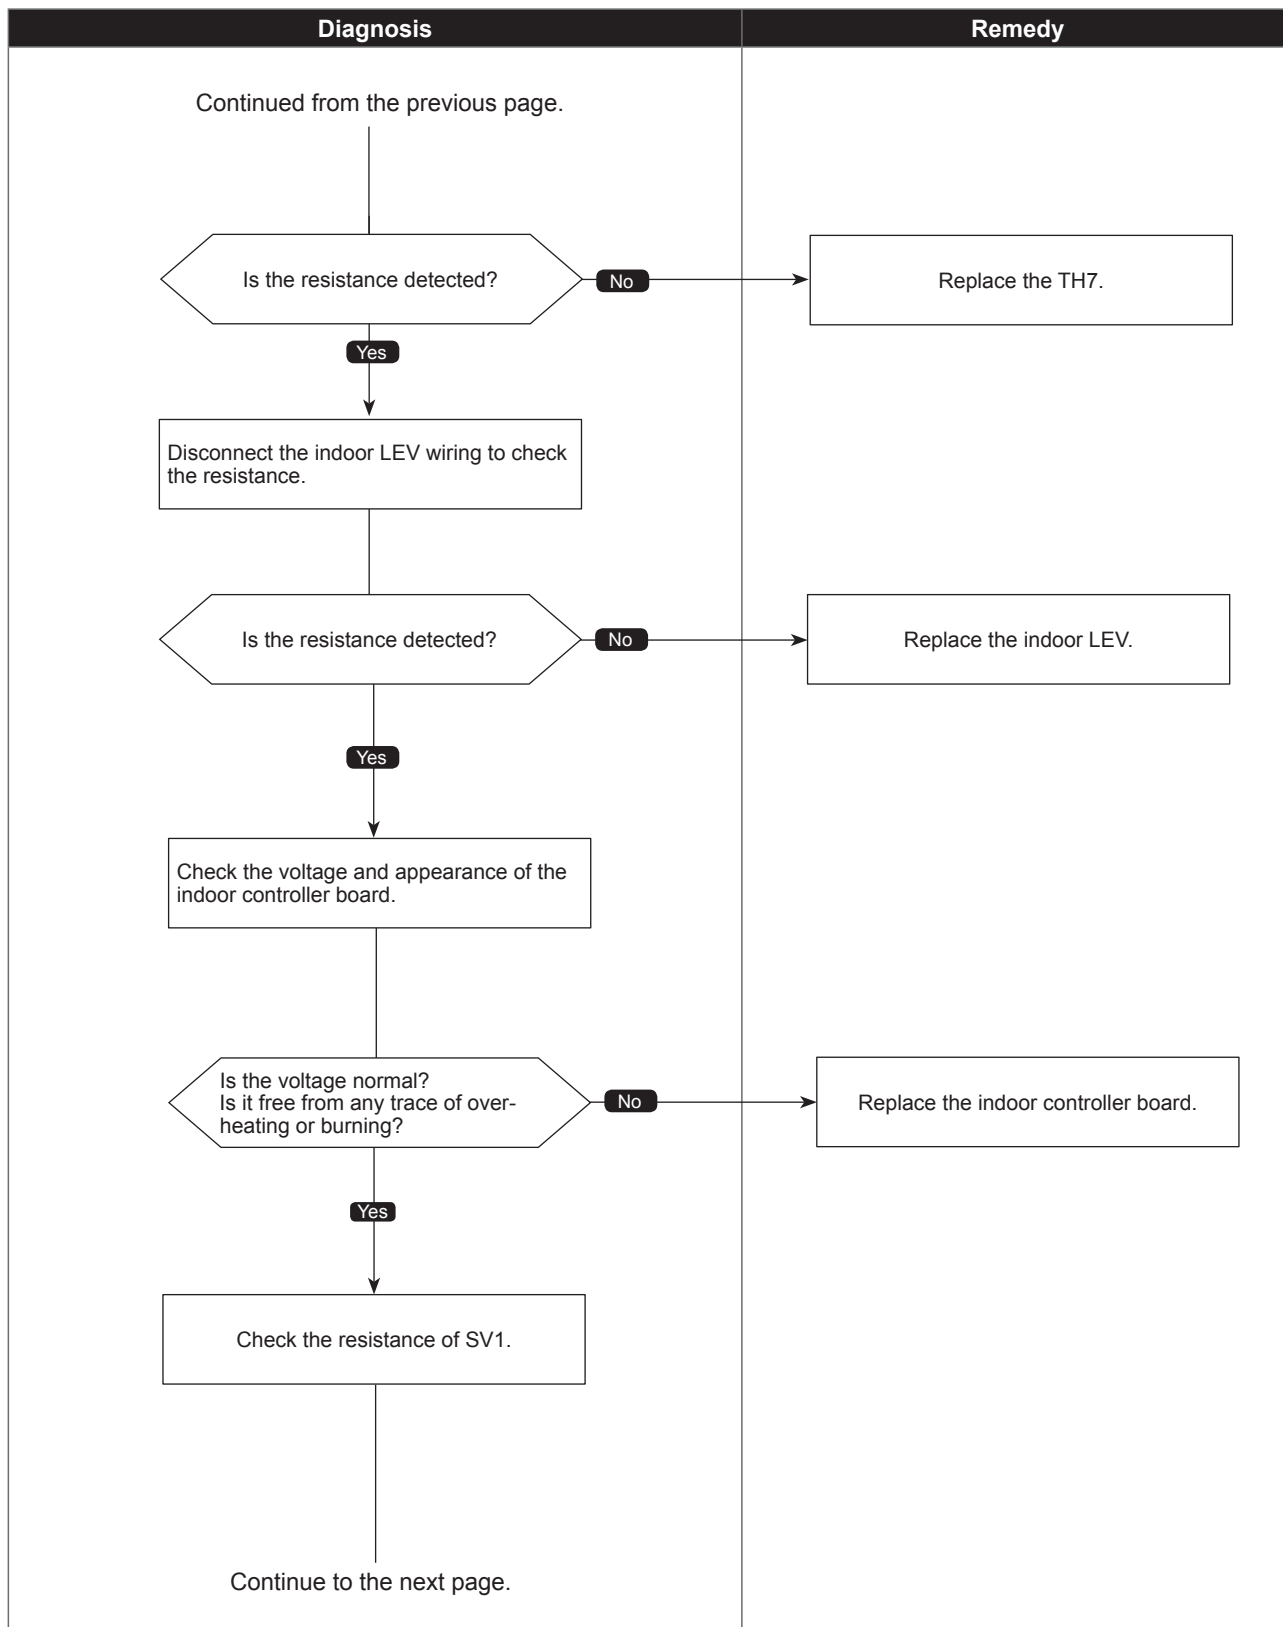 Diagnosis
Remedy
Continued from the previous page.
Is the resistance detected?
No
Replace the TH7.
Yes
Disconnect the indoor LEV wiring to check
the resistance.
Is the resistance detected?
No
Replace the indoor LEV.
Yes
Check the voltage and appearance of the
indoor controller board.
Is the voltage normal?
Is it free from any trace of over-
heating or burning?
No
Replace the indoor controller board.
Yes
Check the resistance of SV1.
Continue to the next page.